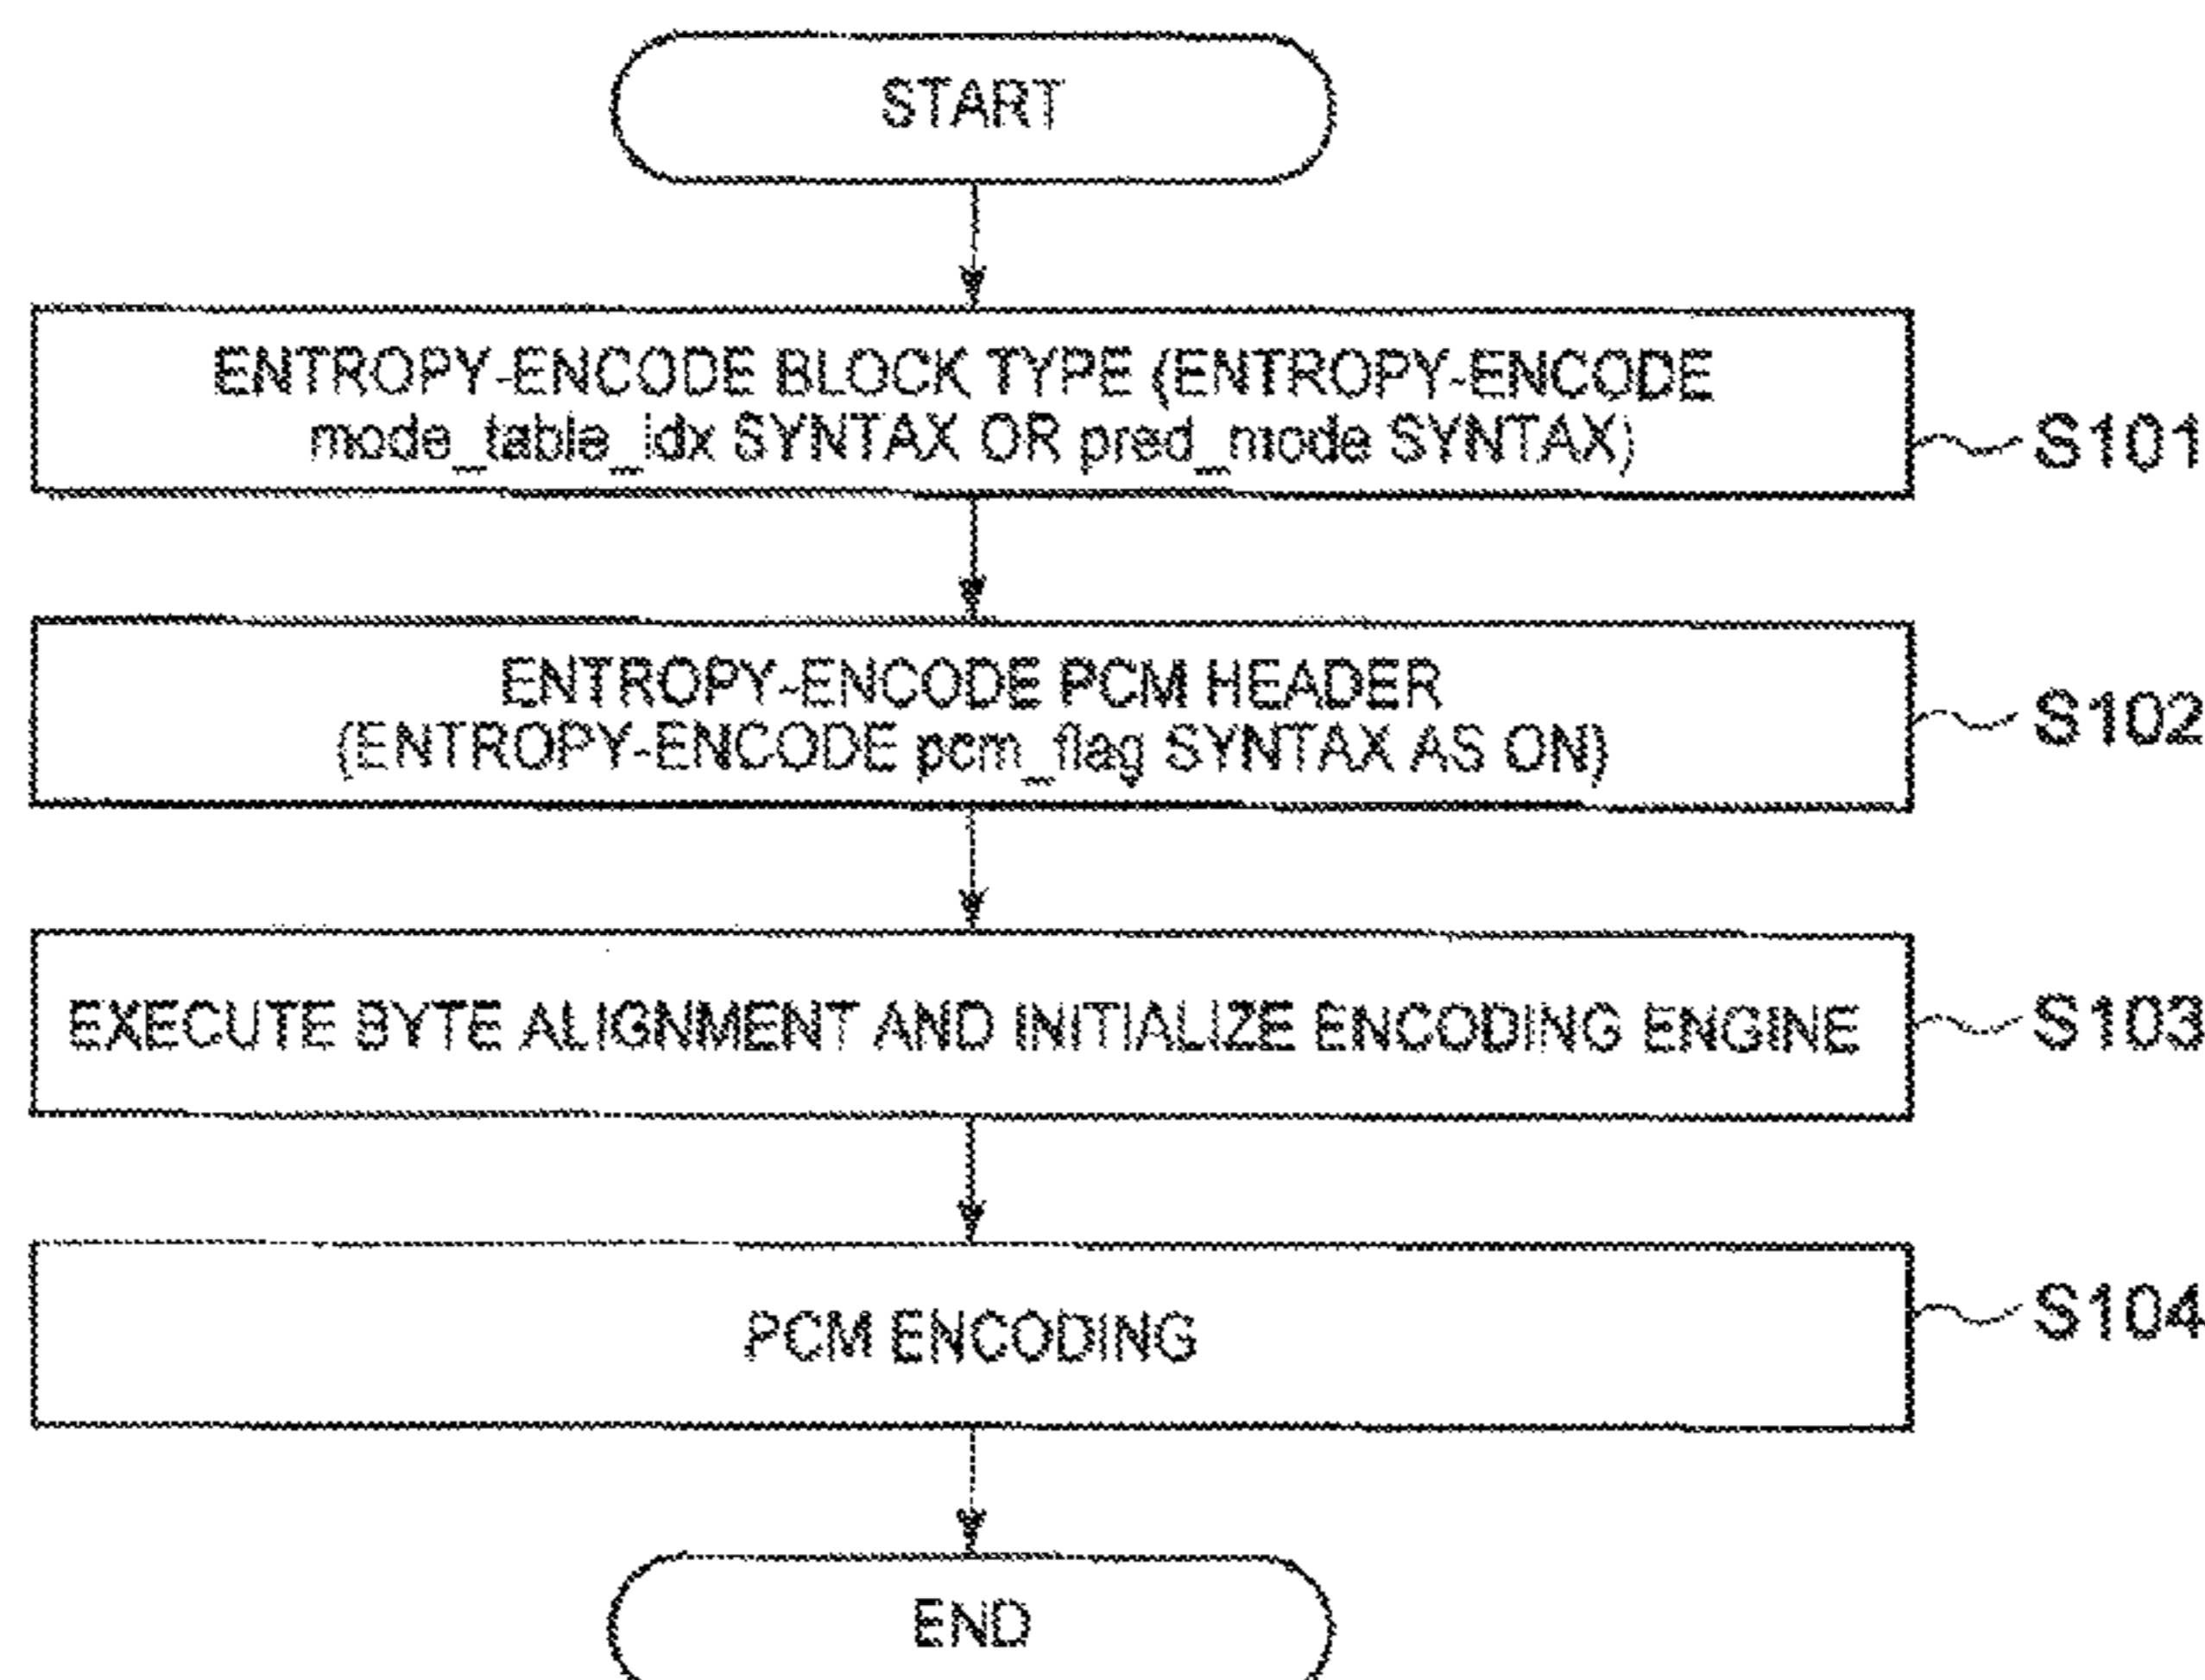 START
ENTROPY-ENCODE BLOCK TYPE (ENTROPY-ENCODE
mode_table_idx SYNTAX OR pred_mode SYNTAX)
S101
ENTROPY-ENCODE PCM HEADER
(ENTROPY-ENCODE pcm_flag SYNTAX AS ON)
S102
EXECUTE BYTE ALIGNMENT AND INITIALIZE ENCODING ENGINE
S103
PCM ENCODING
S104
END